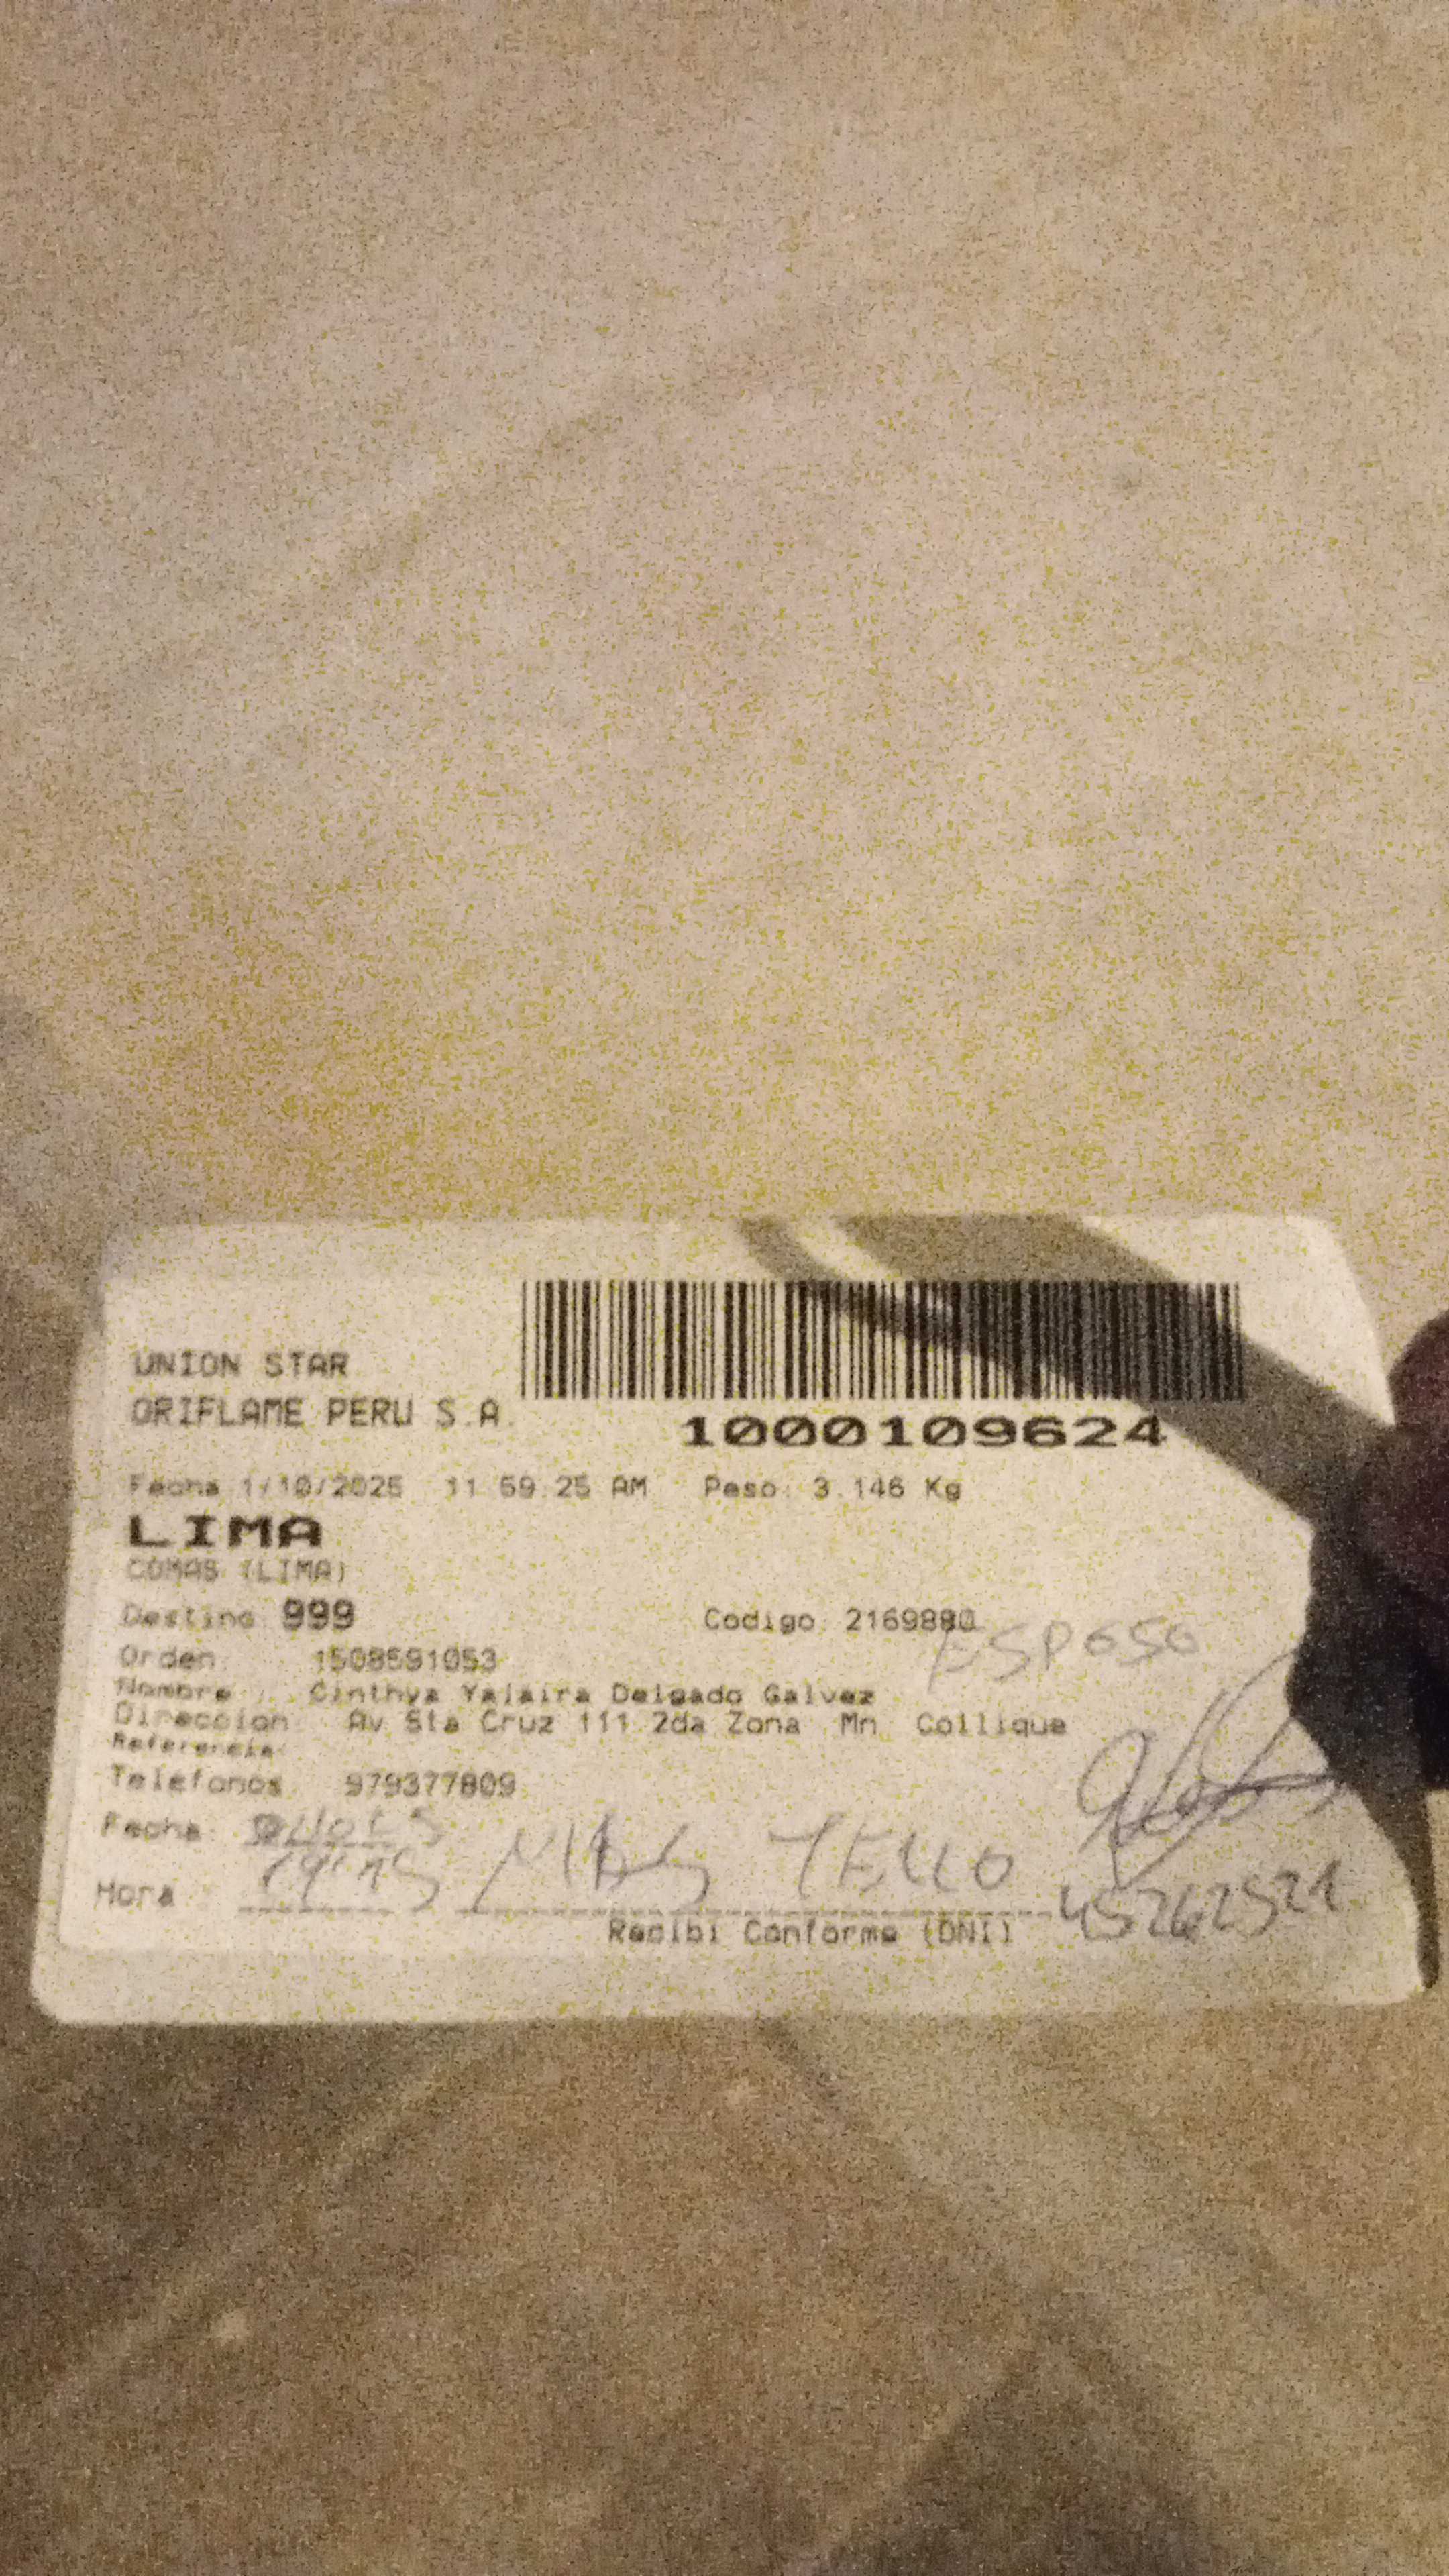 UNION STAR
ORIFLAME PERU S.A.
1000109624
Fecha 1/10/2025 11:59:25 AM Peso: 3.146 Kg
LIMA
COMAS (LIMA)
Destino 999 Codigo 2169880
ESPOSO
Orden: 1508591053
Nombre : Cinthya Yajaira Delgado Galvez
Direccion: Av Sta Cruz 111 2da Zona Mn Collique
Referencia:
Telefonos 979377809
Fecha:
Hora TELLO 45262521
Recibi Conforme (DNI)